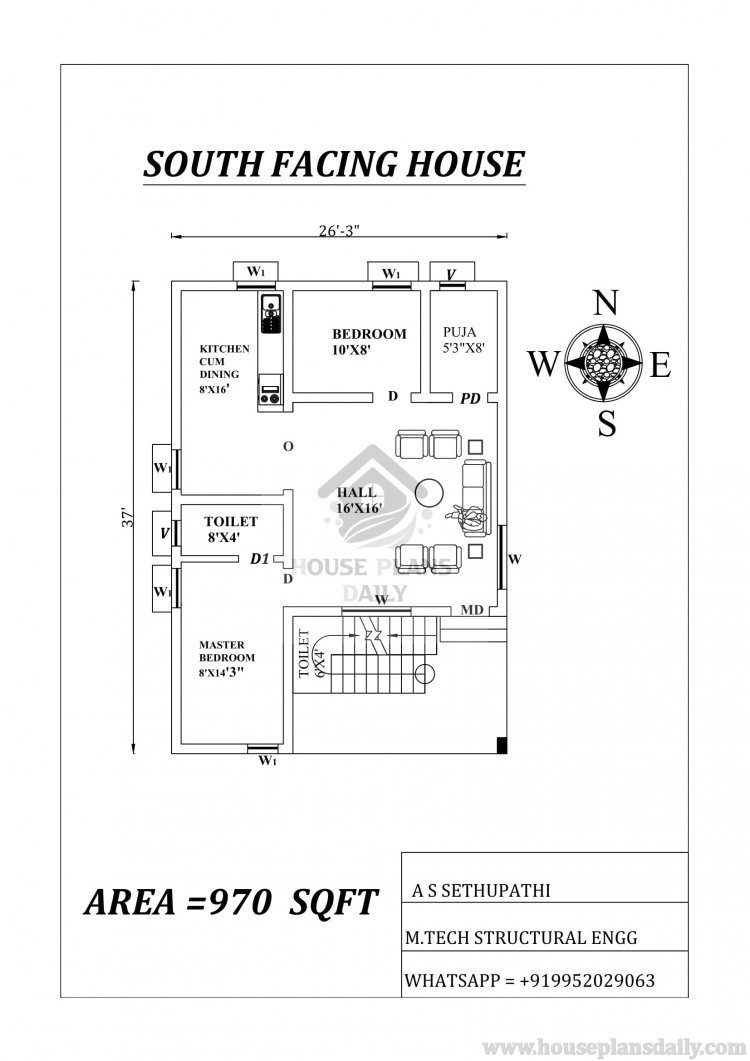 SOUTH FACING HOUSE
26'-3"
W1
W1
V
KITCHEN
CUM
DINING
8'X16'
BEDROOM
10'X8'
PUJA
5'3"X8'
D
PD
N
W
E
S
O
W1
HALL
16'X16'
37'
TOILET
8'X4'
V
D1
D
HOUSE PLANS
DAILY
W1
W
W
MD
MASTER
BEDROOM
8'X14'3"
TOILET
6'X4'
W1
AREA =970 SQFT
A S SETHUPATHI
M.TECH STRUCTURAL ENGG
WHATSAPP = +919952029063
www.houseplansdaily.com